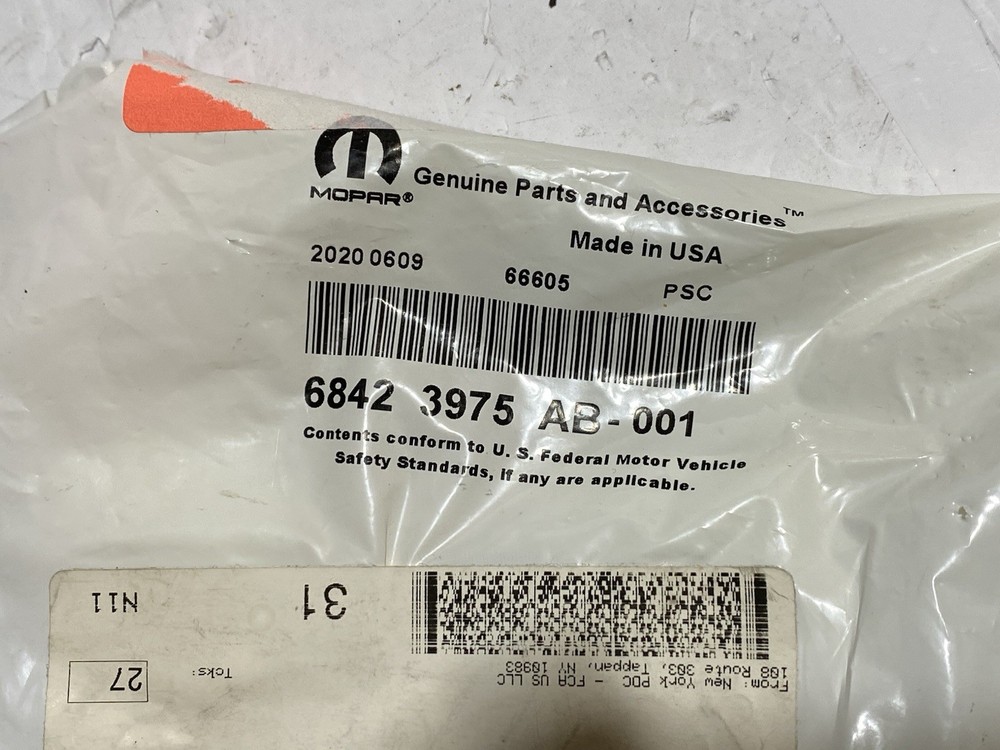 MOPAR®
Genuine Parts and Accessories™
Made in USA
2020 0609 66605 PSC
6842 3975 AB-001
Contents conform to U. S. Federal Motor Vehicle
Safety Standards, if any are applicable.
From: New York PDC - FCA US LLC
108 Route 303, Tappan, NY 10983
Tcks: 27
31
N11